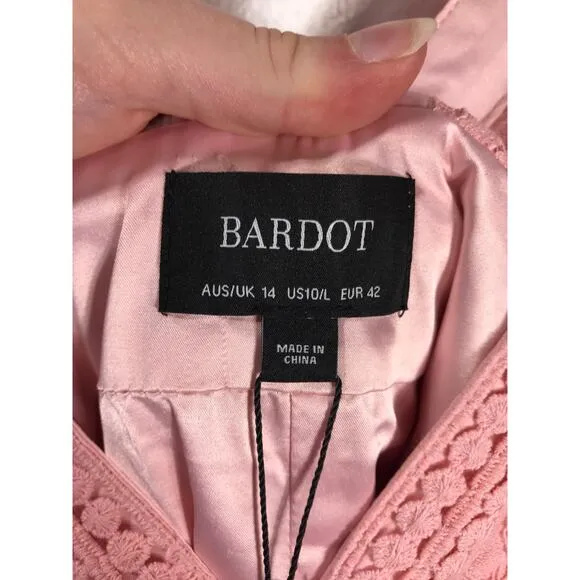 BARDOT
AUS/UK 14 US10/L EUR 42
MADE IN
CHINA